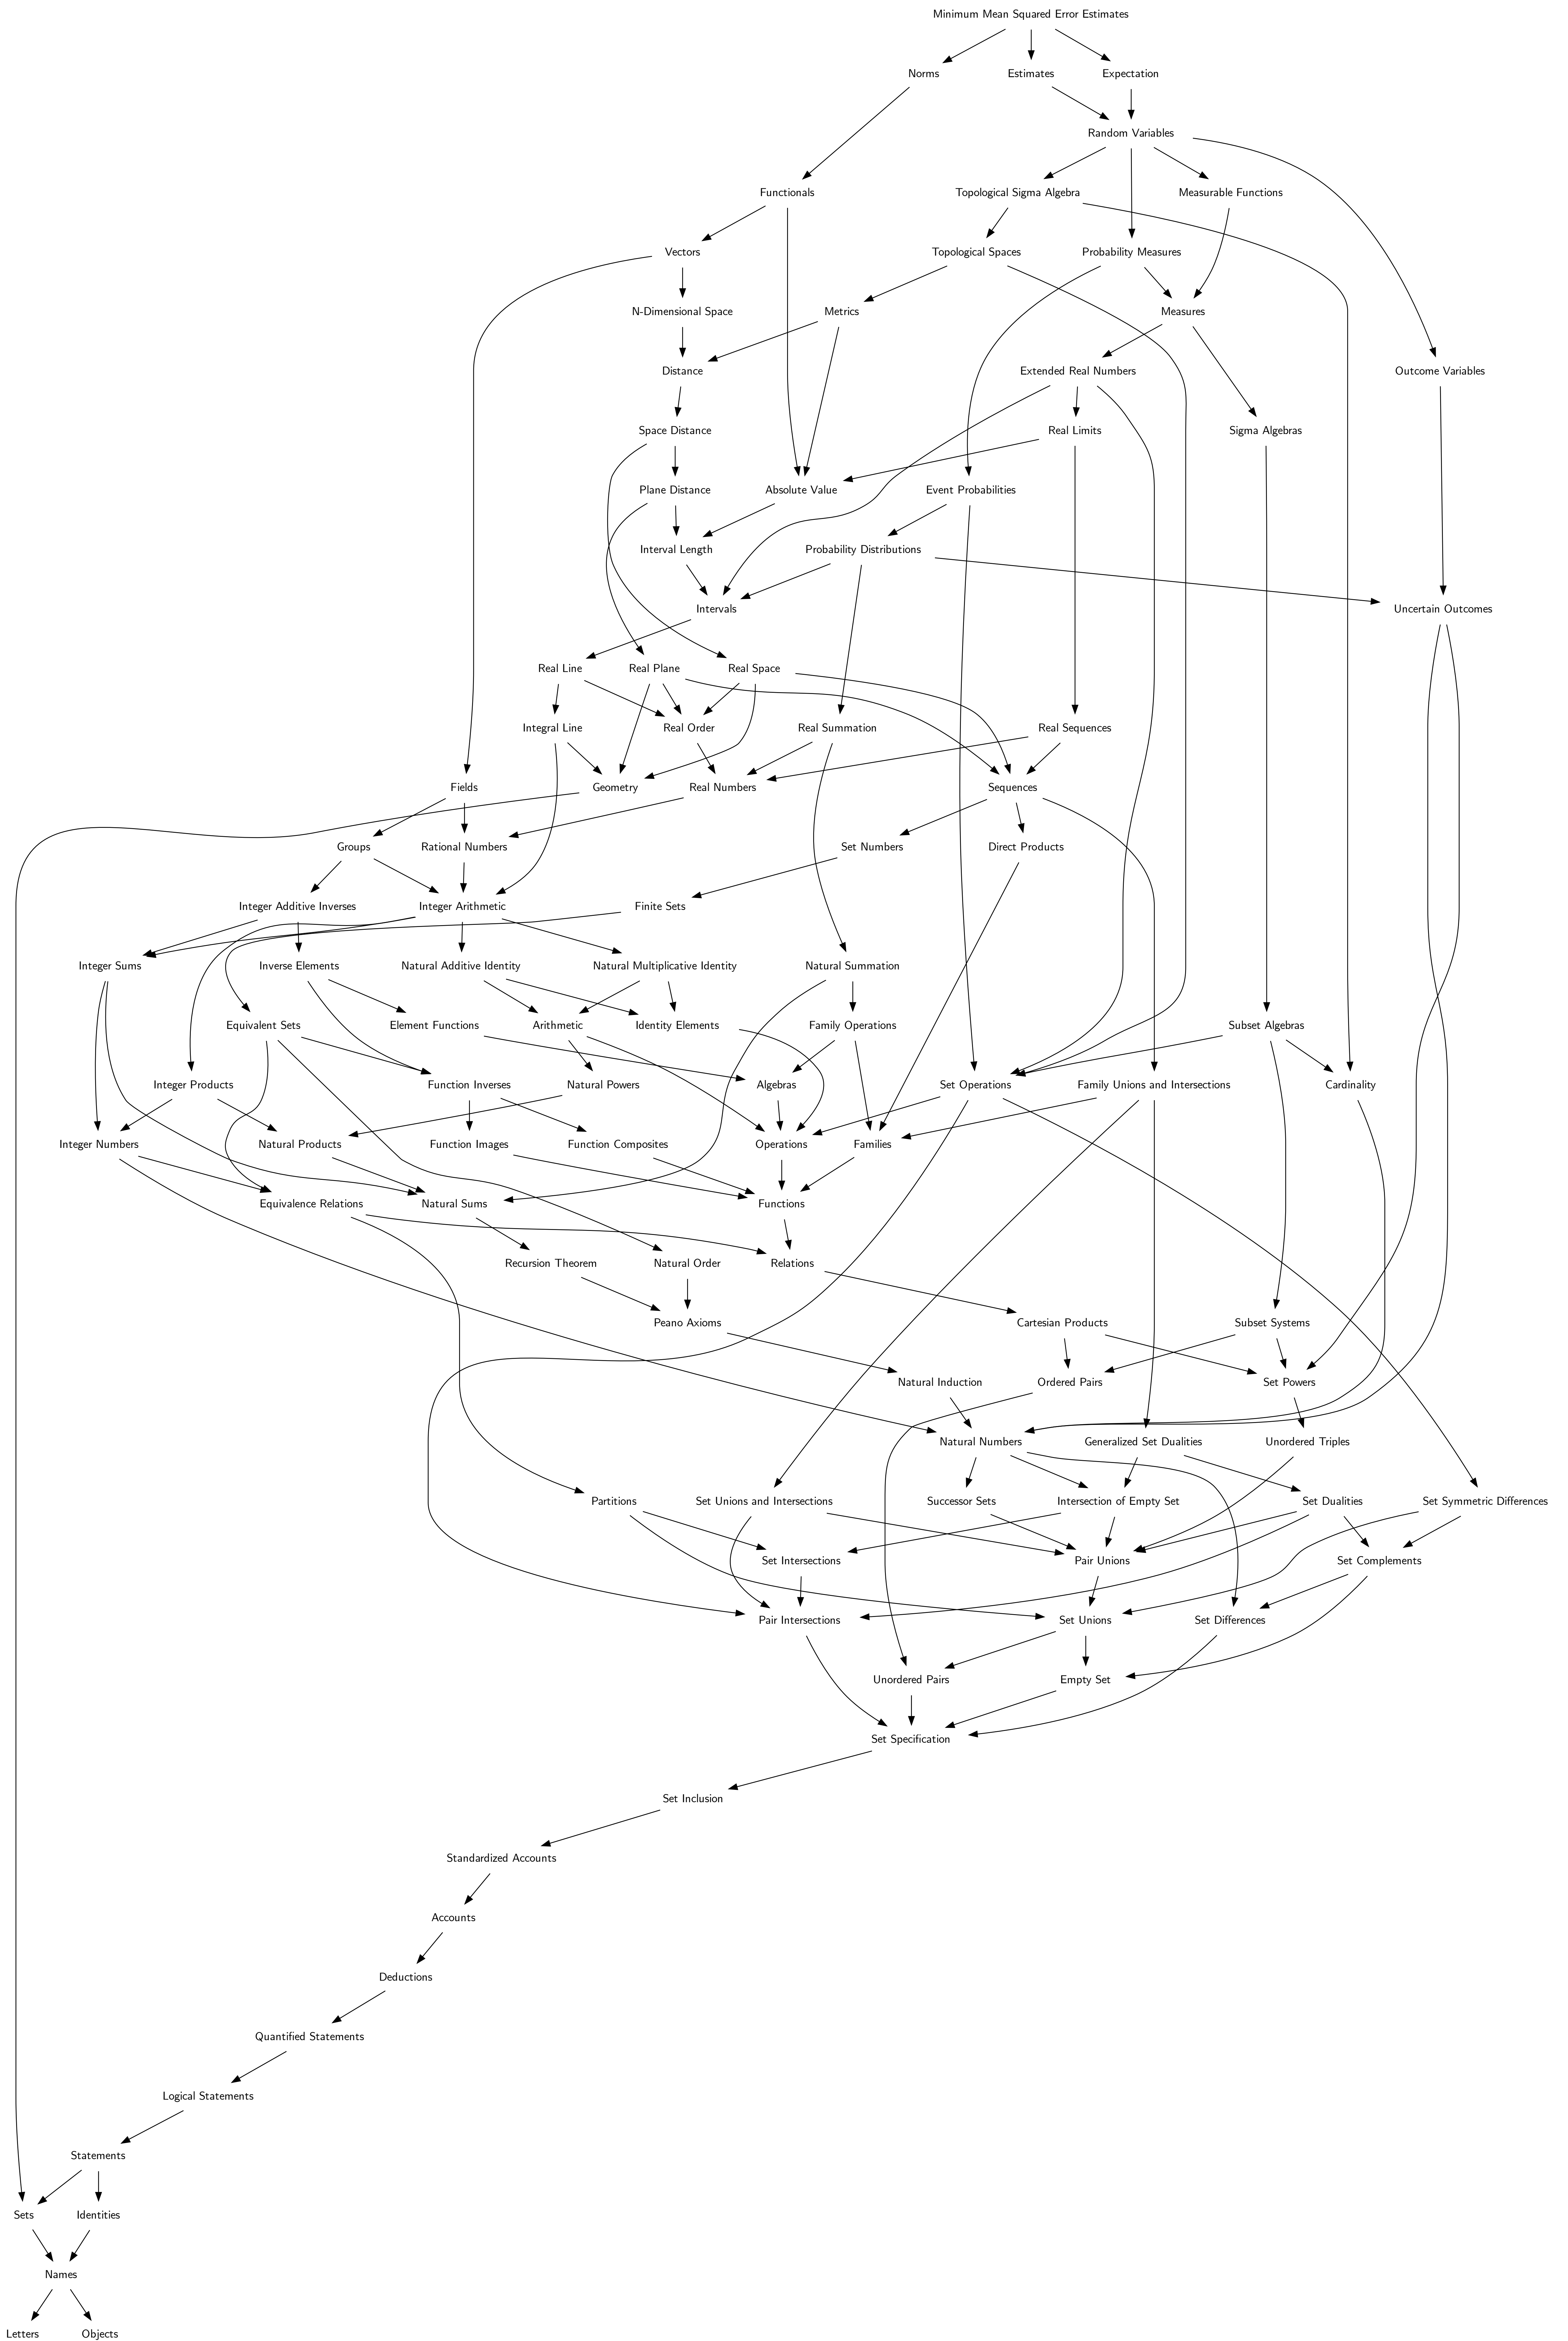 Minimum Mean Squared Error Estimates
Norms
Estimates
Expectation
Random Variables
Functionals
Topological Sigma Algebra
Measurable Functions
Vectors
Topological Spaces
Probability Measures
N-Dimensional Space
Metrics
Measures
Distance
Extended Real Numbers
Outcome Variables
Space Distance
Real Limits
Sigma Algebras
Plane Distance
Absolute Value
Event Probabilities
Interval Length
Probability Distributions
Intervals
Uncertain Outcomes
Real Line
Real Plane
Real Space
Integral Line
Real Order
Real Summation
Real Sequences
Fields
Geometry
Real Numbers
Sequences
Groups
Rational Numbers
Set Numbers
Direct Products
Integer Additive Inverses
Integer Arithmetic
Finite Sets
Integer Sums
Inverse Elements
Natural Additive Identity
Natural Multiplicative Identity
Natural Summation
Equivalent Sets
Element Functions
Arithmetic
Identity Elements
Family Operations
Subset Algebras
Integer Products
Function Inverses
Natural Powers
Algebras
Set Operations
Family Unions and Intersections
Cardinality
Integer Numbers
Natural Products
Function Images
Function Composites
Operations
Families
Equivalence Relations
Natural Sums
Functions
Recursion Theorem
Natural Order
Relations
Peano Axioms
Cartesian Products
Subset Systems
Natural Induction
Ordered Pairs
Set Powers
Natural Numbers
Generalized Set Dualities
Unordered Triples
Partitions
Set Unions and Intersections
Successor Sets
Intersection of Empty Set
Set Dualities
Set Symmetric Differences
Set Intersections
Pair Unions
Set Complements
Pair Intersections
Set Unions
Set Differences
Unordered Pairs
Empty Set
Set Specification
Set Inclusion
Standardized Accounts
Accounts
Deductions
Quantified Statements
Logical Statements
Statements
Sets
Identities
Names
Letters
Objects